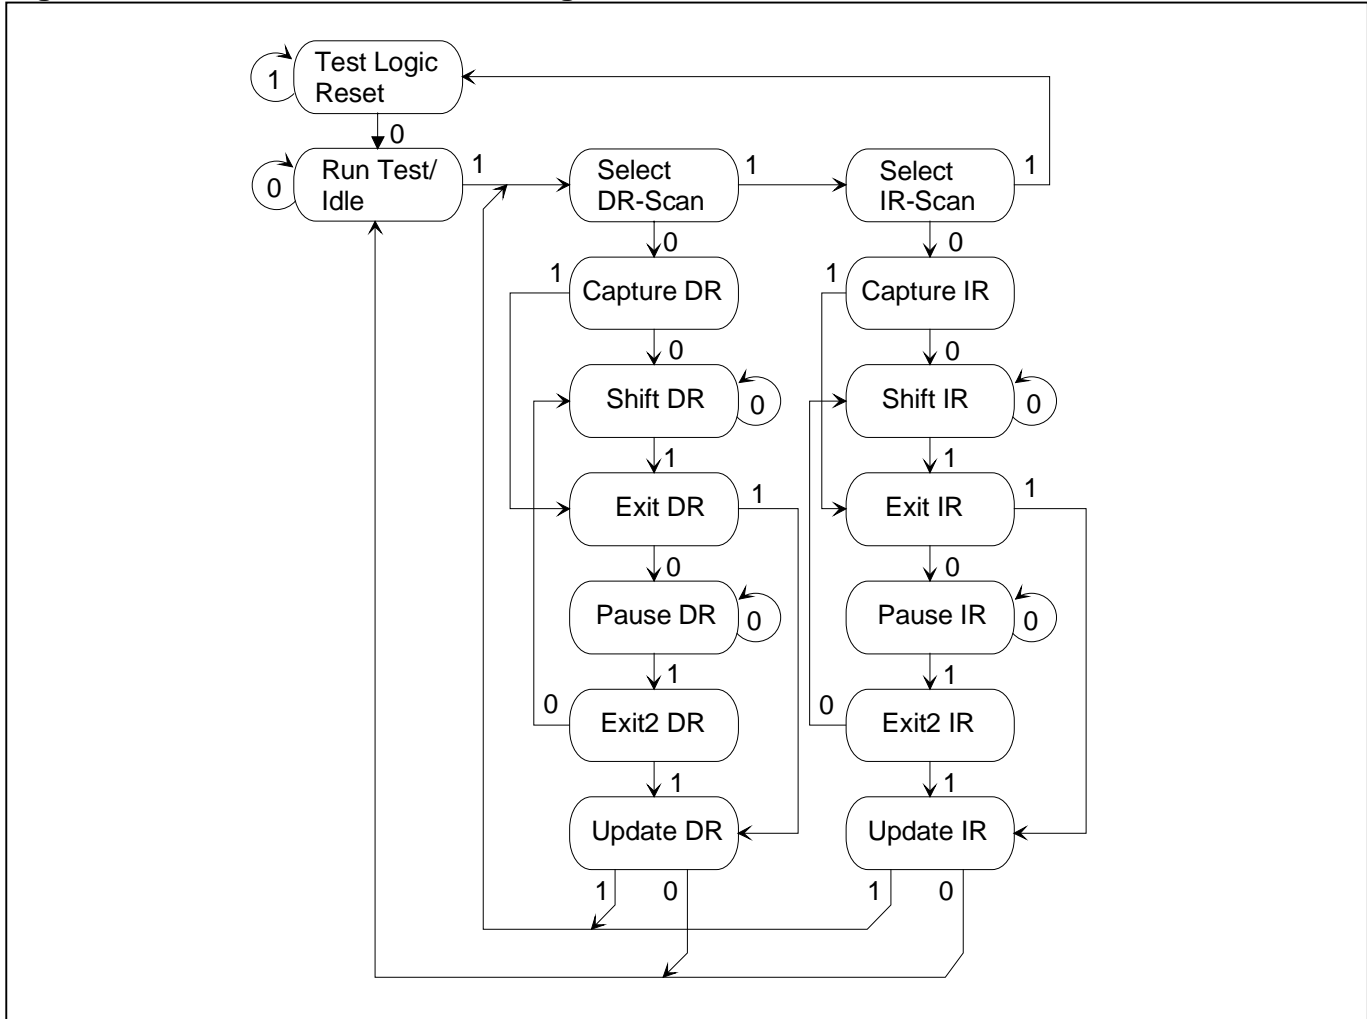 Test Logic
Reset
1
0
Run Test/
Idle
0
1
Select
DR-Scan
1
Select
IR-Scan
1
0
0
1
Capture DR
1
Capture IR
0
0
Shift DR
0
Shift IR
0
1
1
Exit DR
1
Exit IR
1
0
0
Pause DR
0
Pause IR
0
1
1
0
Exit2 DR
0
Exit2 IR
1
1
Update DR
Update IR
1
0
1
0